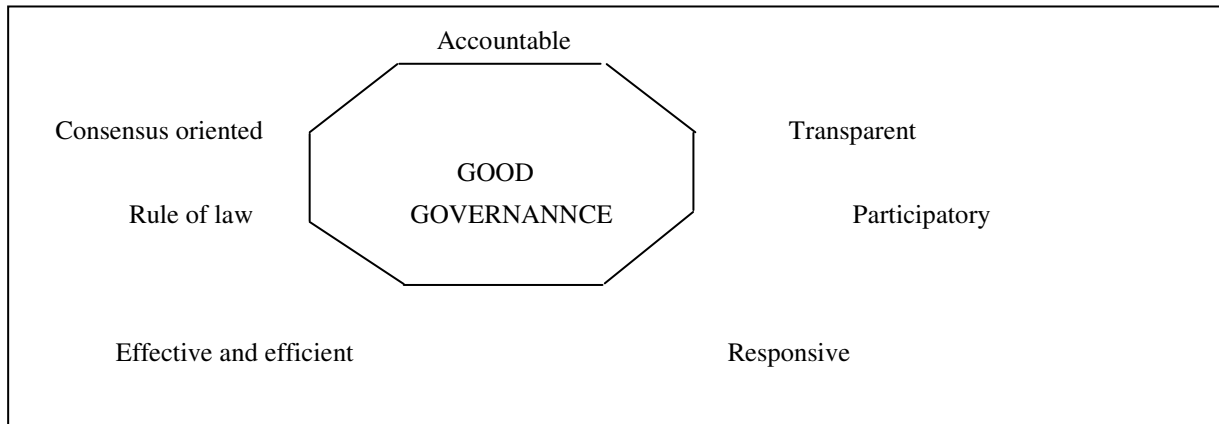 Accountable
Consensus oriented
Transparent
GOOD
Rule of law
GOVERNANNCE
Participatory
Effective and efficient
Responsive